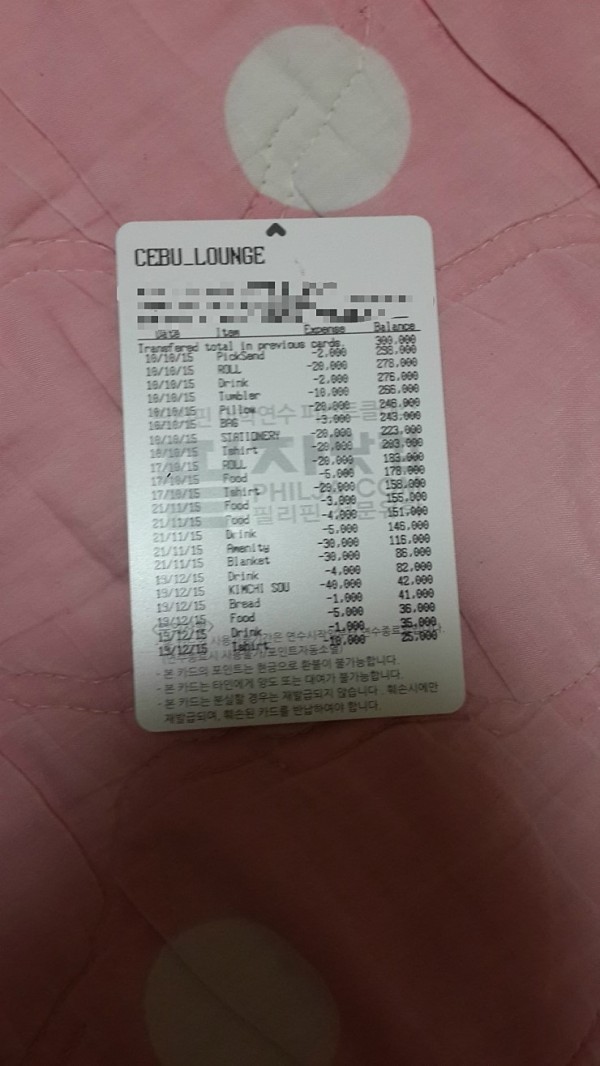 CEBU_LOUNGE
Date Item Expense Balance
Transfered total in previous cards. 300,000
10/10/15 PickSend -2,000 298,000
10/10/15 ROLL -20,000 278,000
10/10/15 Drink -2,000 276,000
10/10/15 Tumbler -10,000 266,000
10/10/15 Pillow -20,000 246,000
10/10/15 BAG -3,000 243,000
10/10/15 STATIONERY -20,000 223,000
10/10/15 Tshirt -20,000 203,000
17/10/15 ROLL -20,000 183,000
17/10/15 Food -5,000 178,000
17/10/15 Tshirt -20,000 158,000
21/11/15 Food -3,000 155,000
21/11/15 Food -4,000 151,000
21/11/15 Drink -5,000 146,000
21/11/15 Amenity -30,000 116,000
21/11/15 Blanket -30,000 86,000
13/12/15 Drink -4,000 82,000
13/12/15 KIMCHI SOU -40,000 42,000
13/12/15 Bread -1,000 41,000
13/12/15 Food -5,000 36,000
13/12/15 Drink -1,000 35,000
13/12/15 Tshirt -10,000 25,000
- 본 카드의 포인트는 현금으로 환불이 불가능합니다.
- 본 카드는 타인에게 양도 또는 대여가 불가능합니다.
- 본 카드는 분실할 경우는 재발급되지 않습니다. 훼손시에만
재발급되며, 훼손된 카드를 반납하여야 합니다.